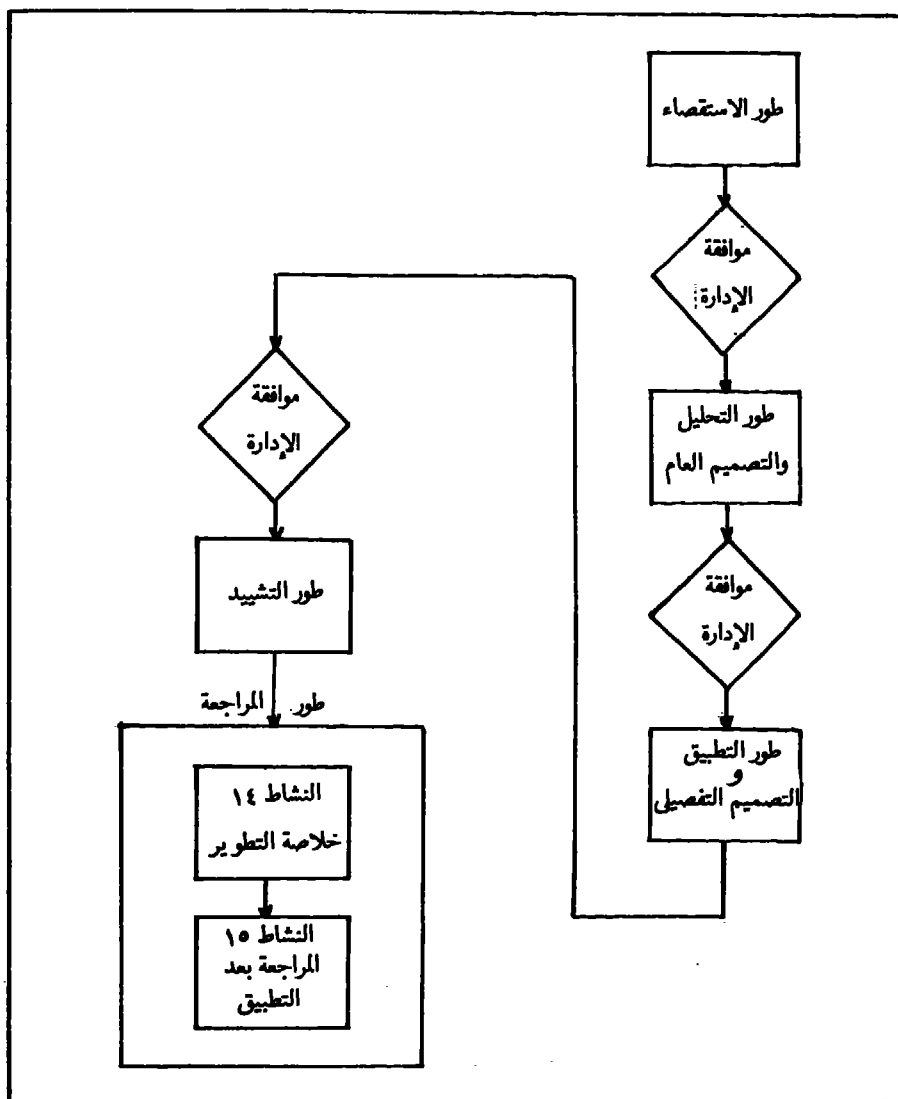 طور الاستقصاء
موافقة
الإدارة
طور التحليل
والتصميم العام
موافقة
الإدارة
طور التطبيق
و
التصميم التفصيلى
موافقة
الإدارة
طور التشييد
طور المراجعة
النشاط ١٤
خلاصة التطوير
النشاط ١٥
المراجعة بعد
التطبيق